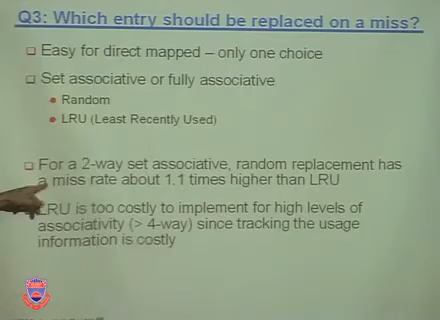 Q3: Which entry should be replaced on a miss?
Easy for direct mapped – only one choice
Set associative or fully associative
Random
LRU (Least Recently Used)
For a 2-way set associative, random replacement has
a miss rate about 1.1 times higher than LRU
LRU is too costly to implement for high levels of
associativity (> 4-way) since tracking the usage
information is costly